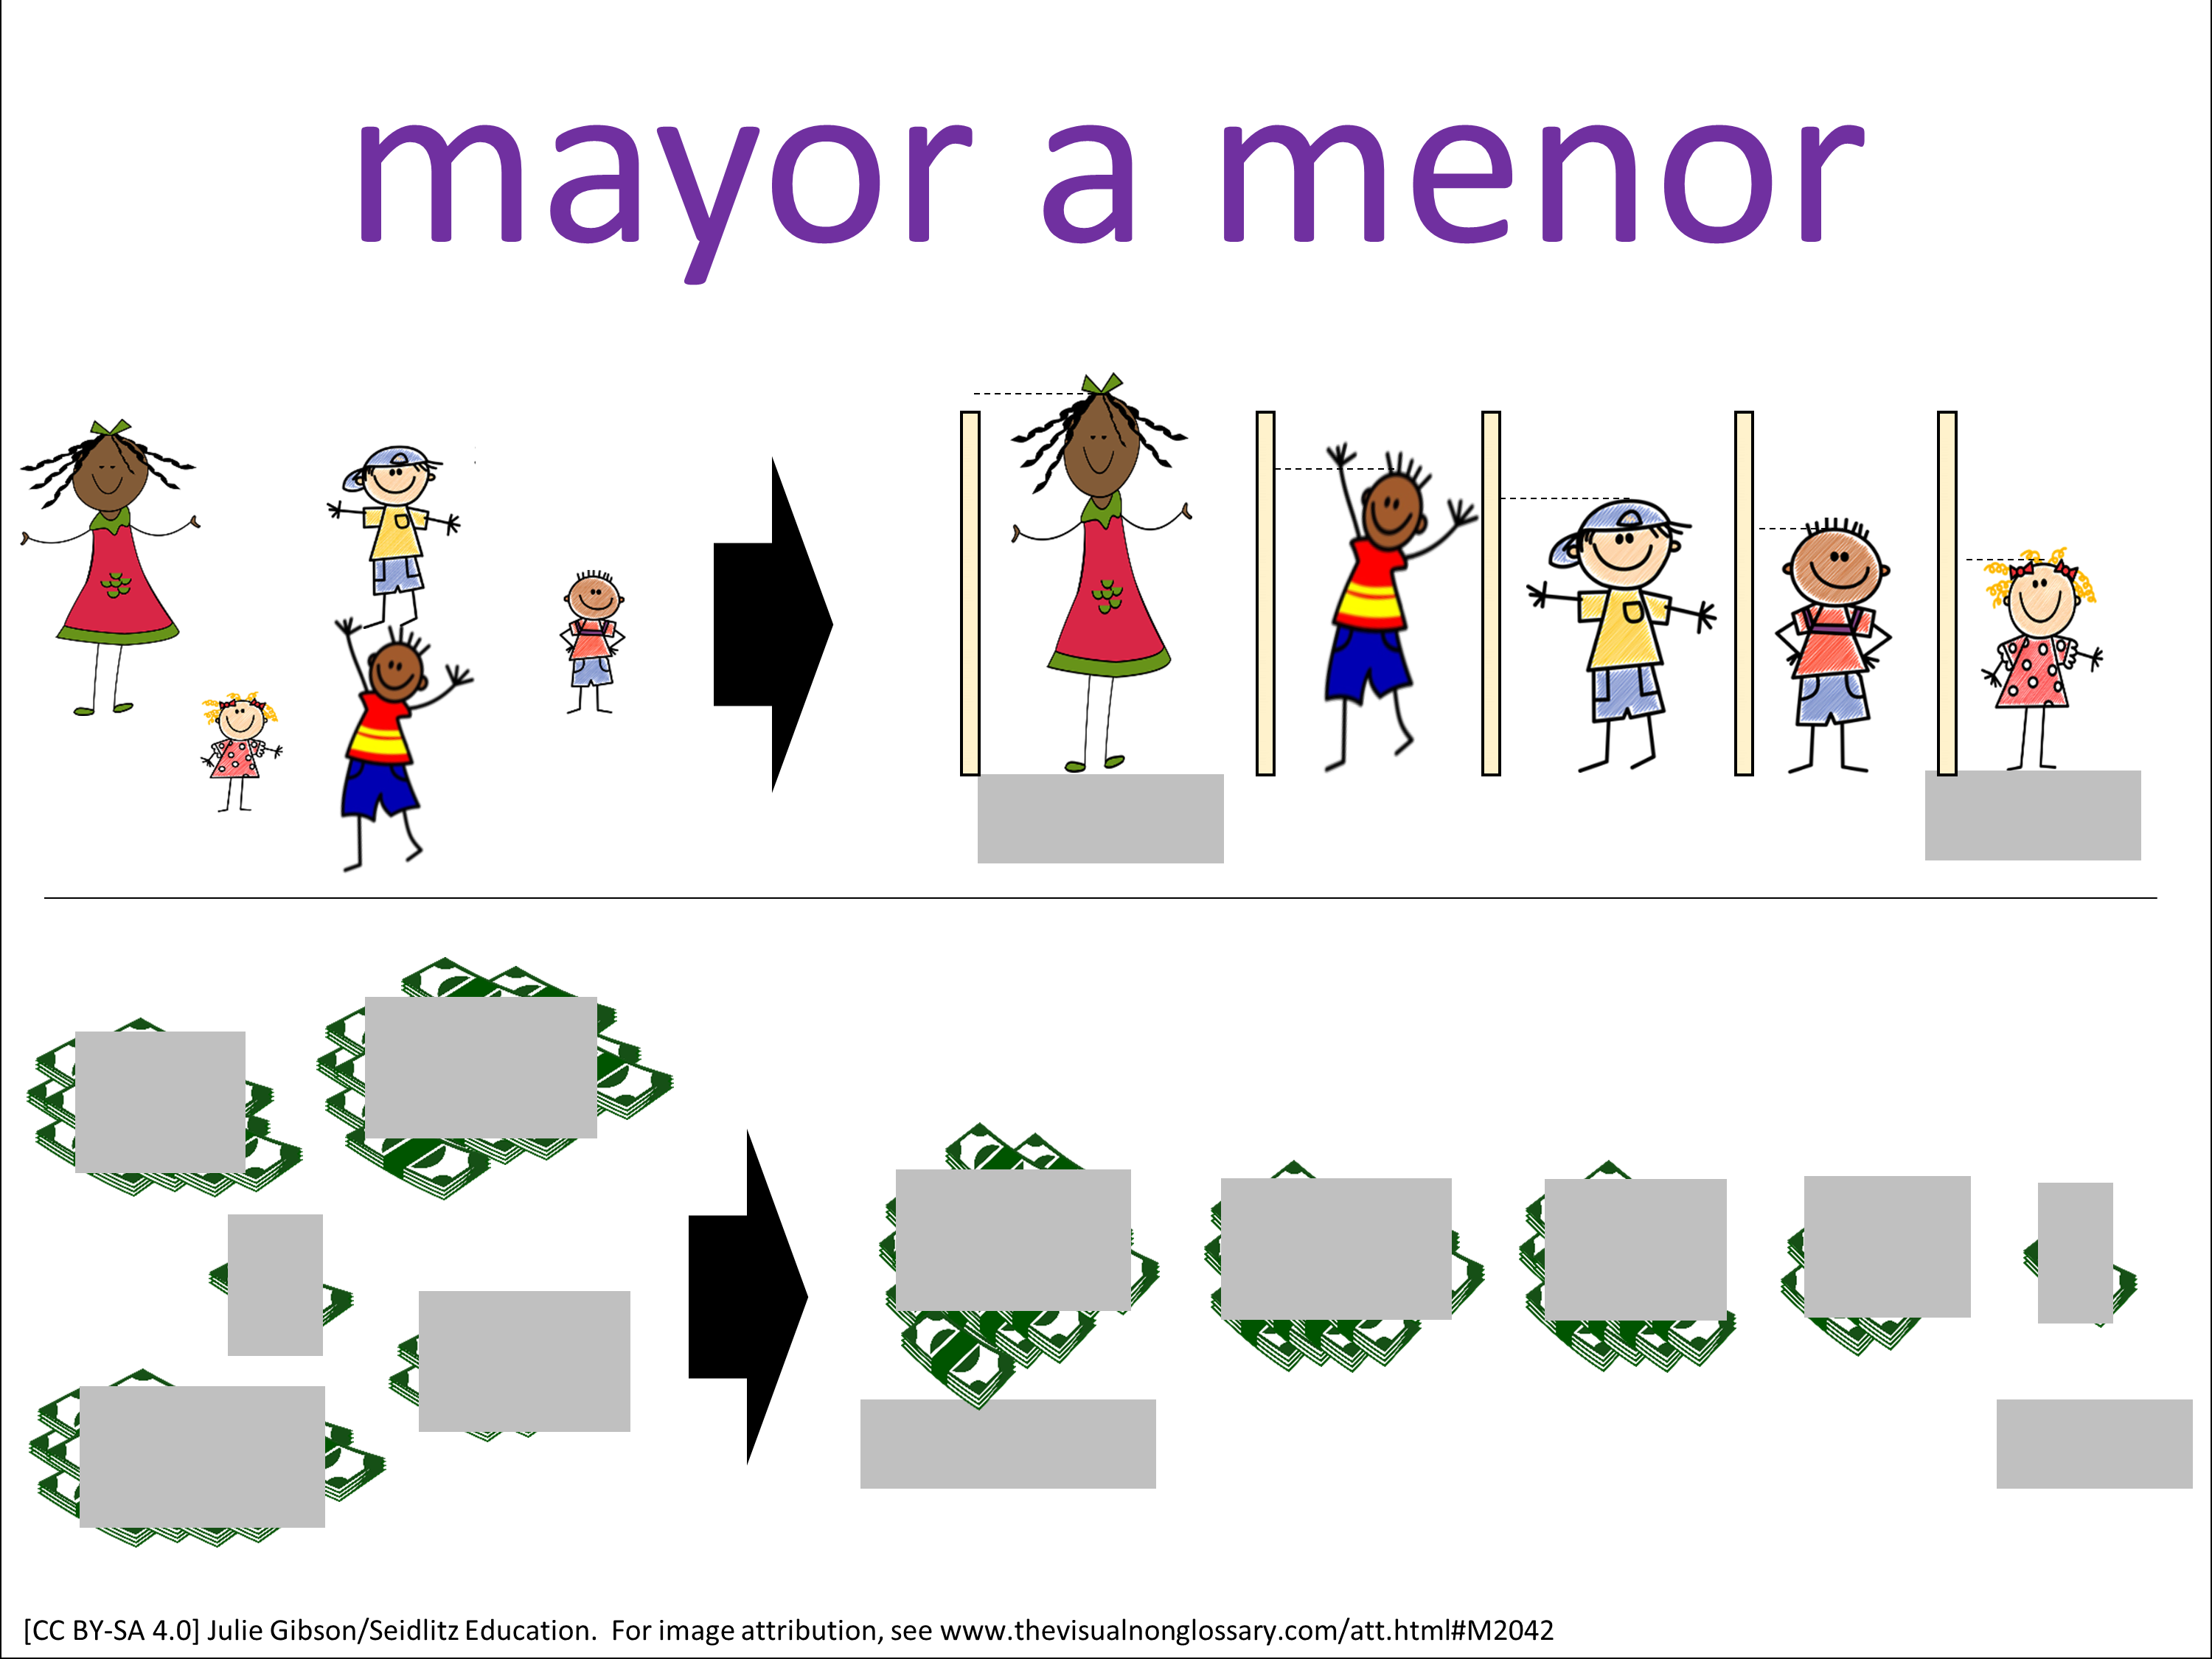 mayor a menor
[CC BY-SA 4.0] Julie Gibson/Seidlitz Education.  For image attribution, see www.thevisualnonglossary.com/att.html#M2042